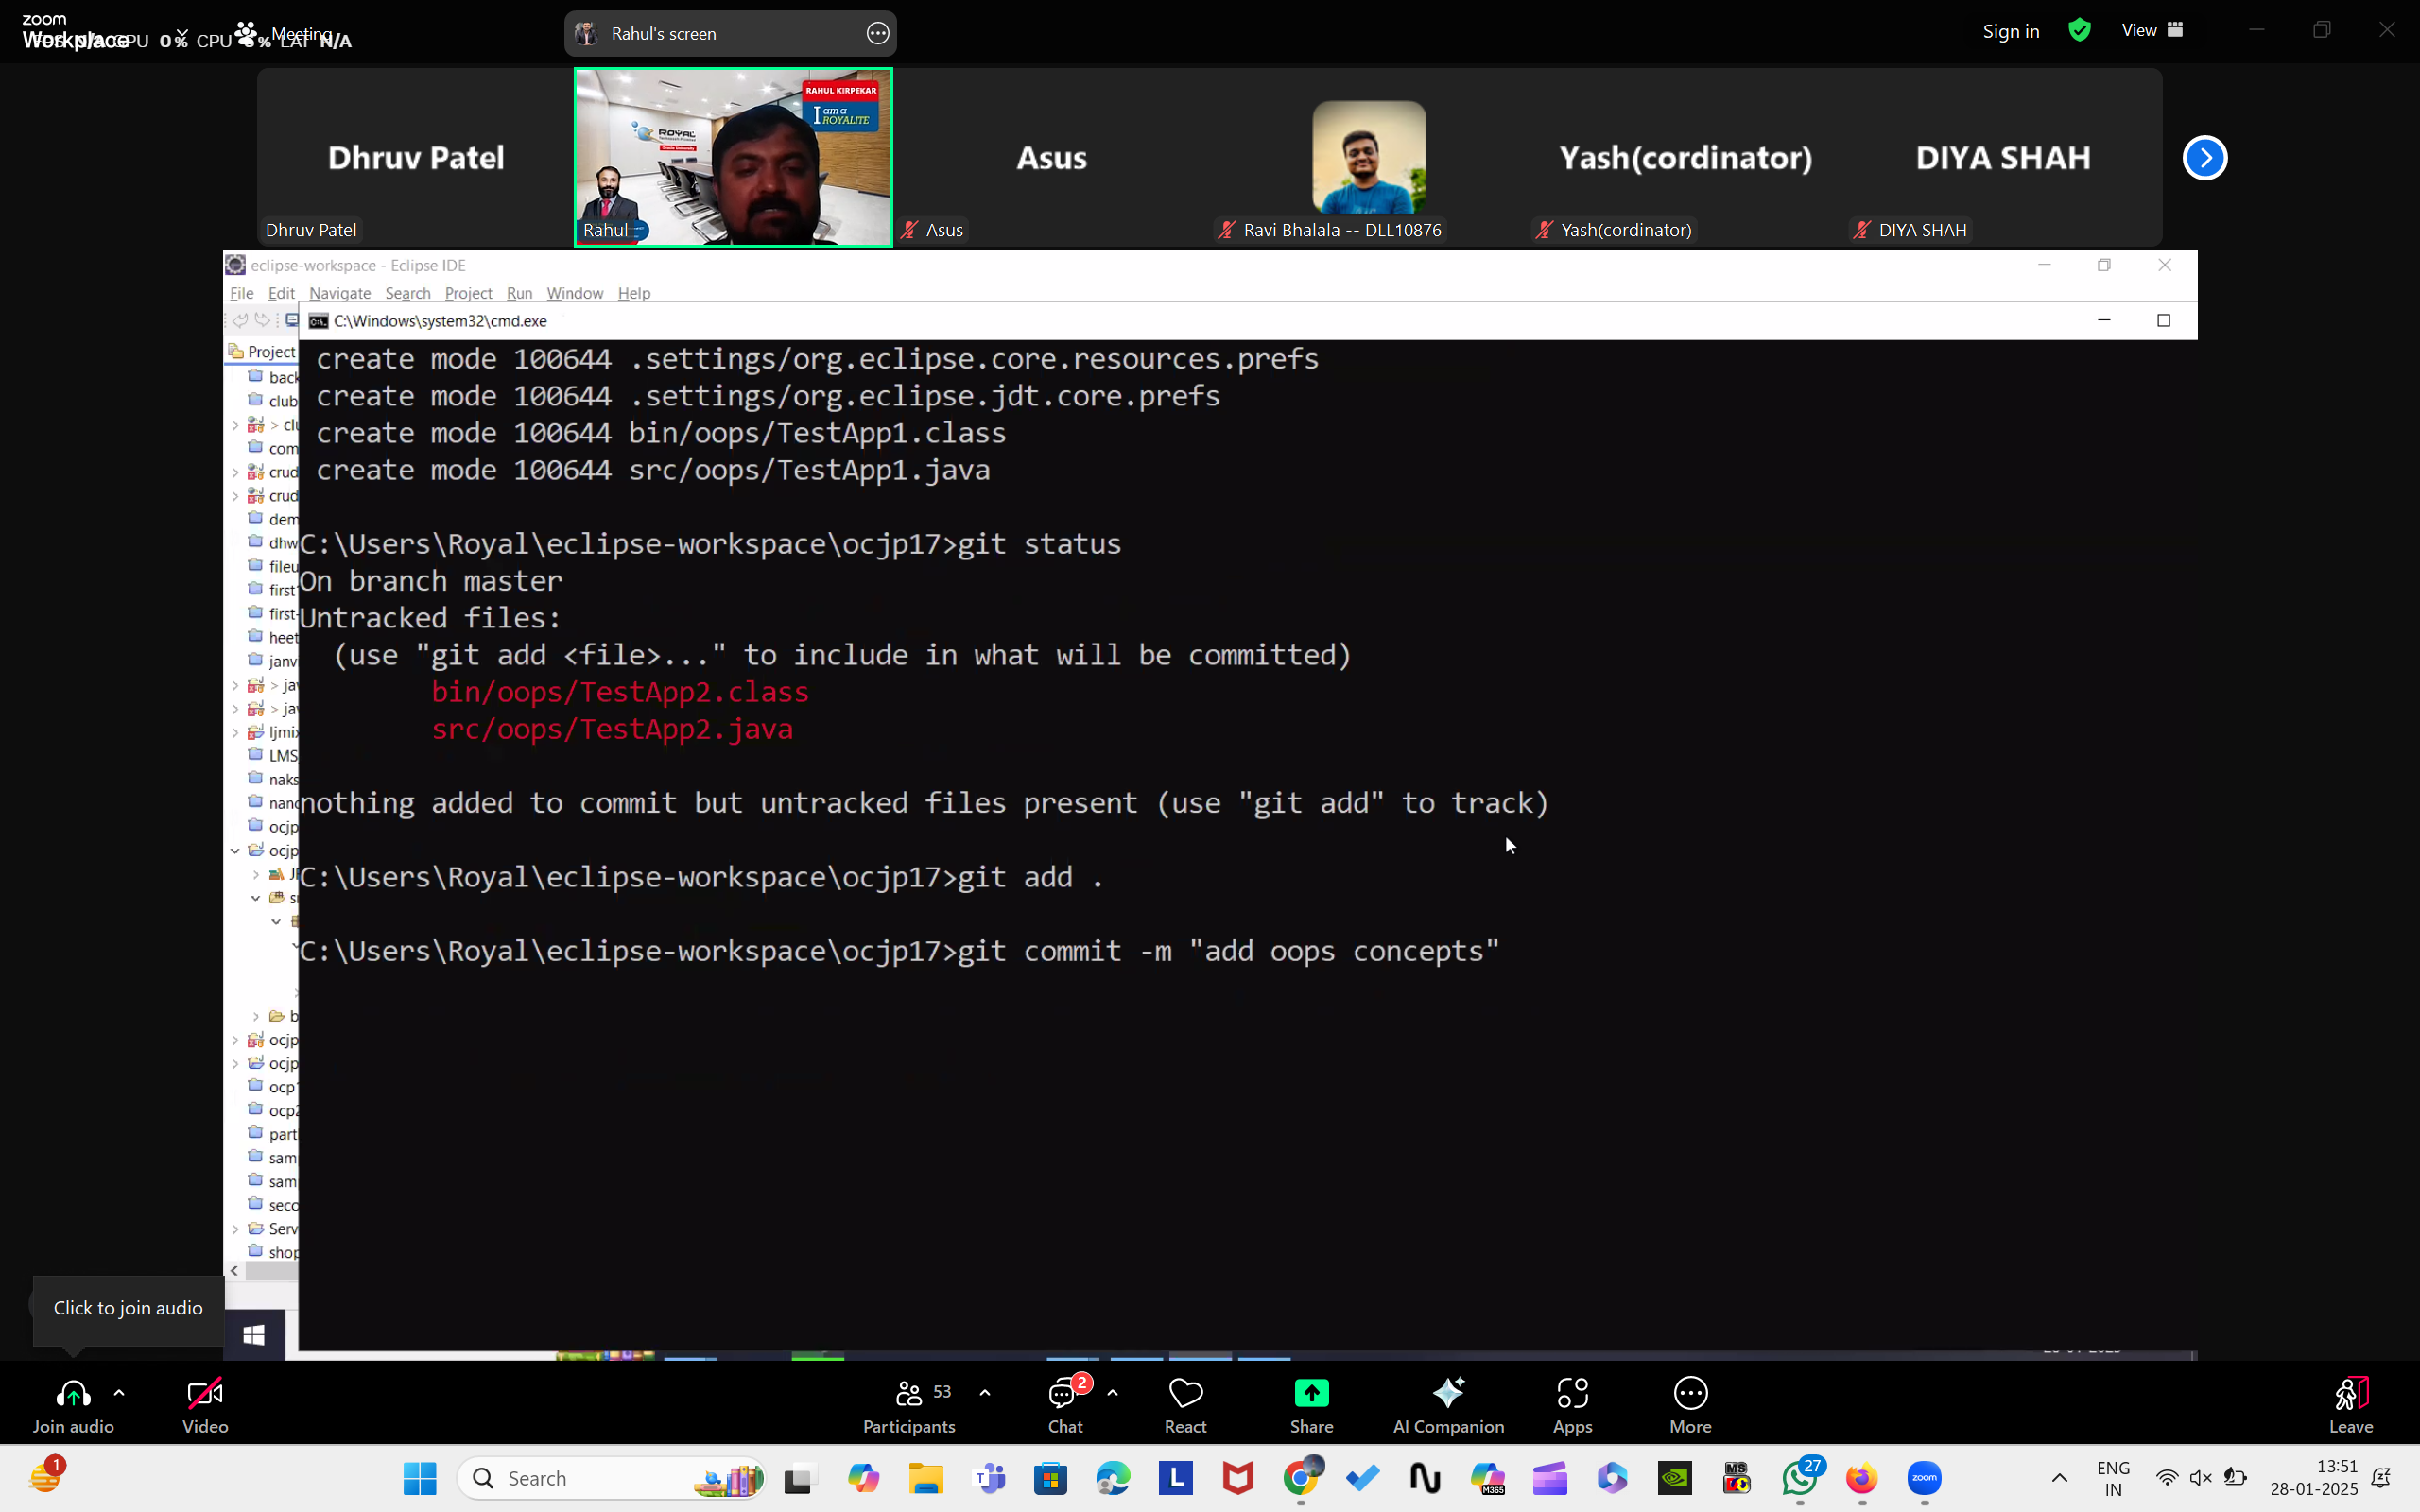 zoom
Workplace
GPU 0% CPU % LAT N/A
Meeting
Rahul's screen
Sign in
View
Dhruv Patel
RAHUL KIRPEKAR
I am a
ROYALITE
ROYAL
Asus
Yash(cordinator)
DIYA SHAH
Dhruv Patel
Rahul
Asus
Ravi Bhalala -- DLL10876
Yash(cordinator)
DIYA SHAH
eclipse-workspace - Eclipse IDE
File Edit Navigate Search Project Run Window Help
C:\Windows\system32\cmd.exe
Project
back
club
> clu
com
crud
crud
dem
dhw
fileu
first
first-
heet
janv
> jav
> jav
ljmix
LMS
naks
nanc
ocjp
ocjp
ocjp
ocjp
ocp
ocp2
part
sam
sam
seco
Serv
shop
create mode 100644 .settings/org.eclipse.core.resources.prefs
create mode 100644 .settings/org.eclipse.jdt.core.prefs
create mode 100644 bin/oops/TestApp1.class
create mode 100644 src/oops/TestApp1.java
C:\Users\Royal\eclipse-workspace\ocjp17>git status
On branch master
Untracked files:
(use "git add <file>..." to include in what will be committed)
bin/oops/TestApp2.class
src/oops/TestApp2.java
nothing added to commit but untracked files present (use "git add" to track)
C:\Users\Royal\eclipse-workspace\ocjp17>git add .
C:\Users\Royal\eclipse-workspace\ocjp17>git commit -m "add oops concepts"
Click to join audio
Join audio
Video
53
Participants
2
Chat
React
Share
AI Companion
Apps
More
Leave
1
Search
T
L
M365
MS
27
zoom
ENG
IN
13:51
28-01-2025